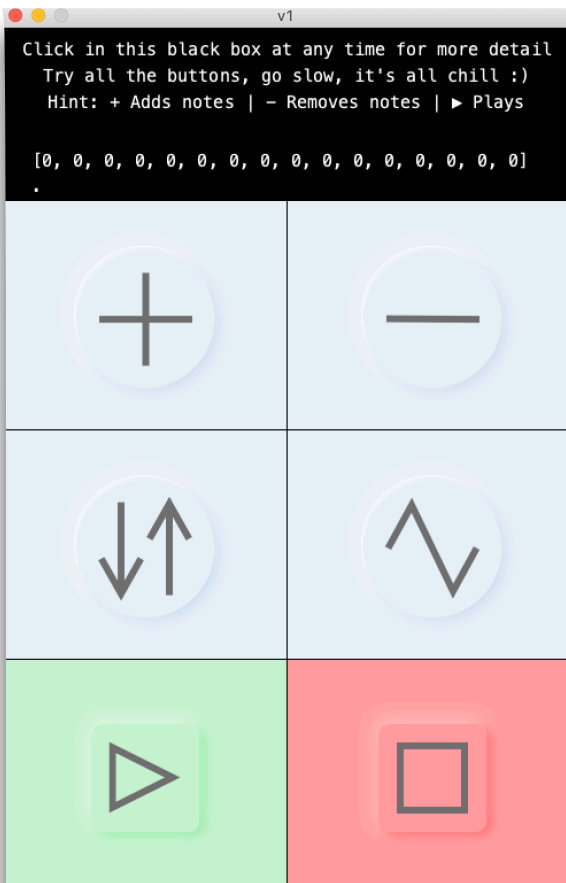 v1
Click in this black box at any time for more detail
Try all the buttons, go slow, it's all chill :)
Hint: + Adds notes | − Removes notes | ▶ Plays
[0, 0, 0, 0, 0, 0, 0, 0, 0, 0, 0, 0, 0, 0, 0, 0]
.